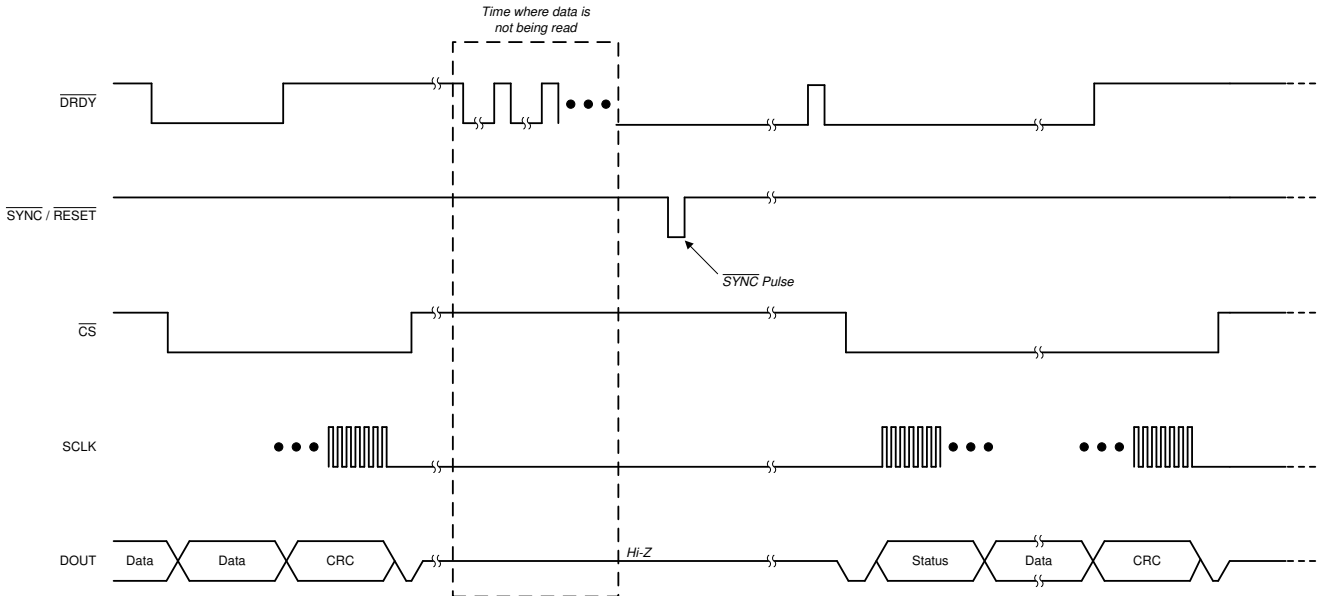 Time where data is
not being read
DRDY
SYNC / RESET
SYNC Pulse
CS
SCLK
DOUT
Data
Data
CRC
Hi-Z
Status
Data
CRC